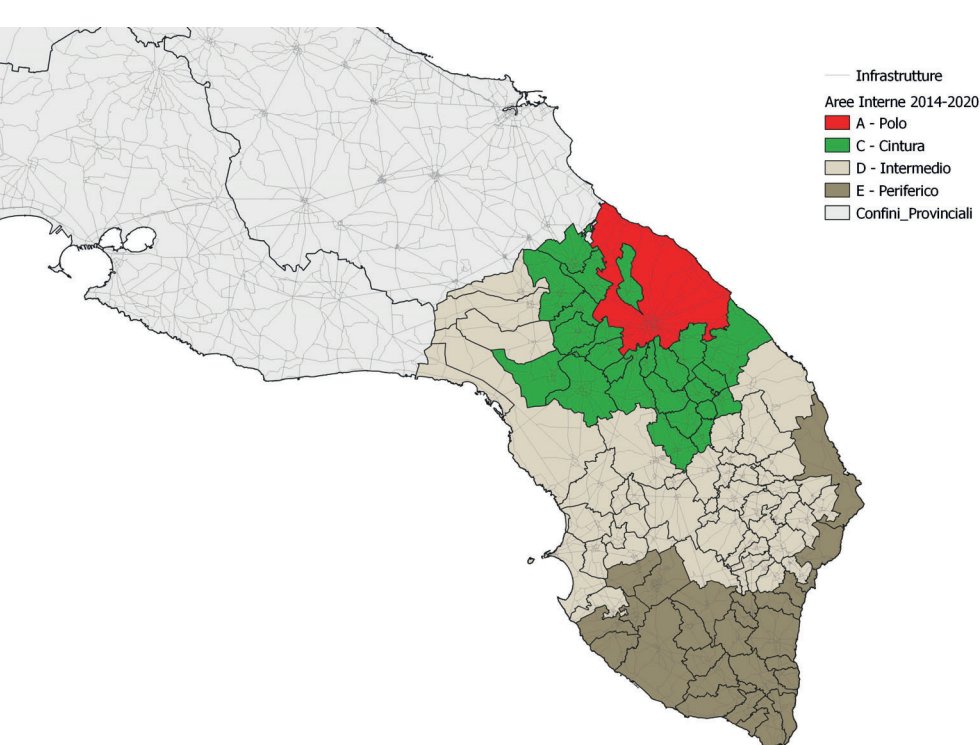 Infrastrutture
Aree Interne 2014-2020
A - Polo
C - Cintura
D - Intermedio
E - Periferico
Confini_Provinciali